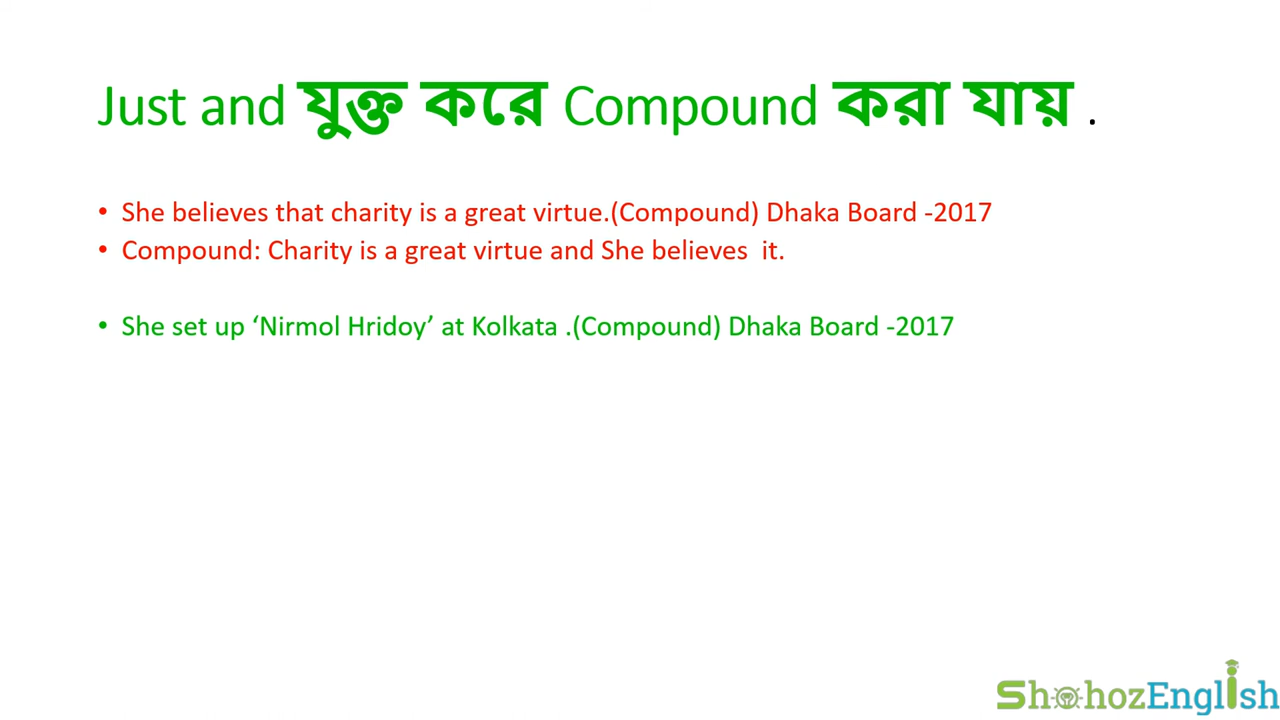 Just and যুক্ত করে Compound করা যায় .
• She believes that charity is a great virtue.(Compound) Dhaka Board -2017
• Compound: Charity is a great virtue and She believes  it.
• She set up ‘Nirmol Hridoy’ at Kolkata .(Compound) Dhaka Board -2017
ShohozEnglish